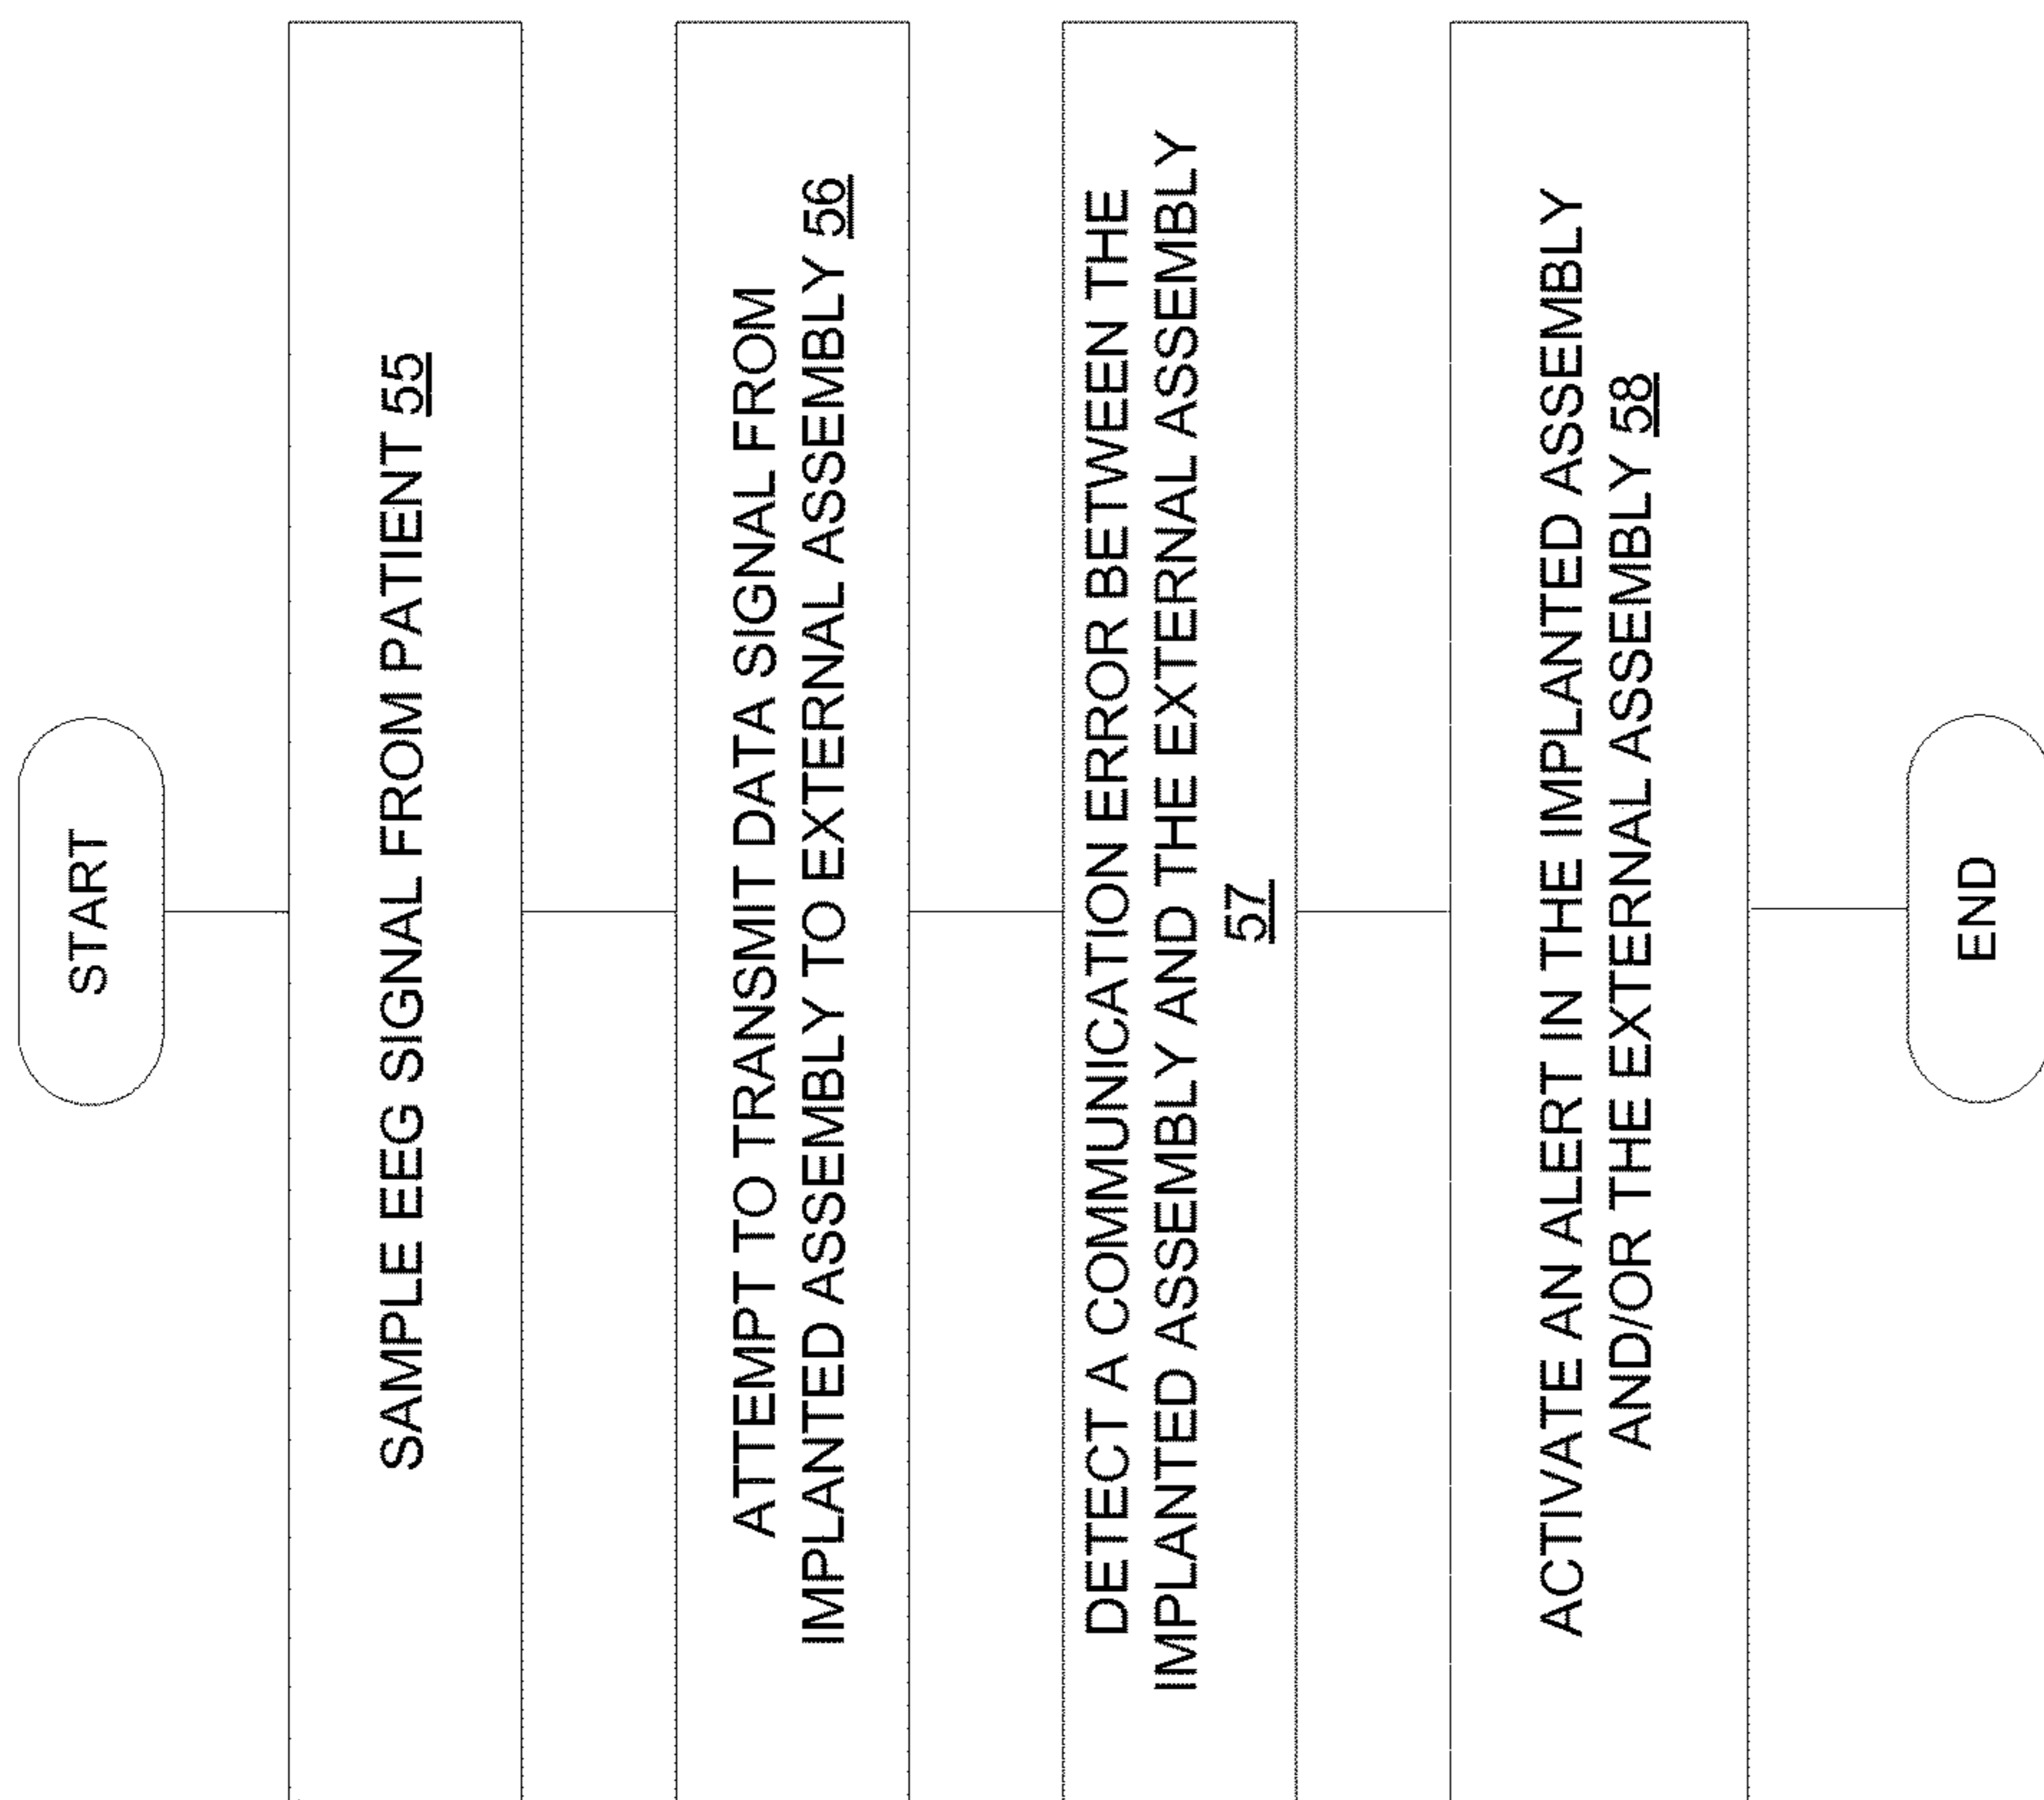 START
SAMPLE EEG SIGNAL FROM PATIENT 55
ATTEMPT TO TRANSMIT DATA SIGNAL FROM
IMPLANTED ASSEMBLY TO EXTERNAL ASSEMBLY 56
DETECT A COMMUNICATION ERROR BETWEEN THE
IMPLANTED ASSEMBLY AND THE EXTERNAL ASSEMBLY
57
ACTIVATE AN ALERT IN THE IMPLANTED ASSEMBLY
AND/OR THE EXTERNAL ASSEMBLY 58
END